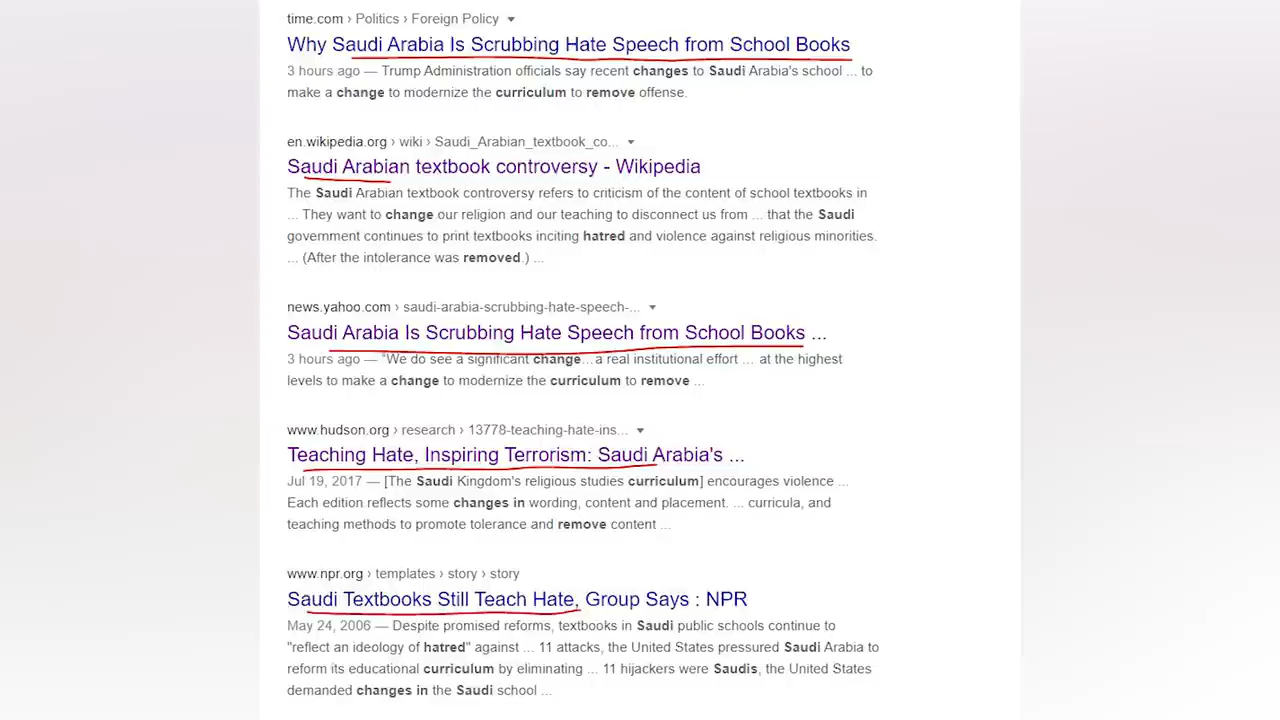 time.com › Politics › Foreign Policy
Why Saudi Arabia Is Scrubbing Hate Speech from School Books
3 hours ago — Trump Administration officials say recent changes to Saudi Arabia's school ... to
make a change to modernize the curriculum to remove offense.
en.wikipedia.org › wiki › Saudi_Arabian_textbook_co...
Saudi Arabian textbook controversy - Wikipedia
The Saudi Arabian textbook controversy refers to criticism of the content of school textbooks in
... They want to change our religion and our teaching to disconnect us from ... that the Saudi
government continues to print textbooks inciting hatred and violence against religious minorities.
... (After the intolerance was removed.) ...
news.yahoo.com › saudi-arabia-scrubbing-hate-speech-...
Saudi Arabia Is Scrubbing Hate Speech from School Books ...
3 hours ago — "We do see a significant change...a real institutional effort ... at the highest
levels to make a change to modernize the curriculum to remove ...
www.hudson.org › research › 13778-teaching-hate-ins...
Teaching Hate, Inspiring Terrorism: Saudi Arabia's ...
Jul 19, 2017 — [The Saudi Kingdom's religious studies curriculum] encourages violence ...
Each edition reflects some changes in wording, content and placement. ... curricula, and
teaching methods to promote tolerance and remove content ...
www.npr.org › templates › story › story
Saudi Textbooks Still Teach Hate, Group Says : NPR
May 24, 2006 — Despite promised reforms, textbooks in Saudi public schools continue to
"reflect an ideology of hatred" against ... 11 attacks, the United States pressured Saudi Arabia to
reform its educational curriculum by eliminating ... 11 hijackers were Saudis, the United States
demanded changes in the Saudi school ...